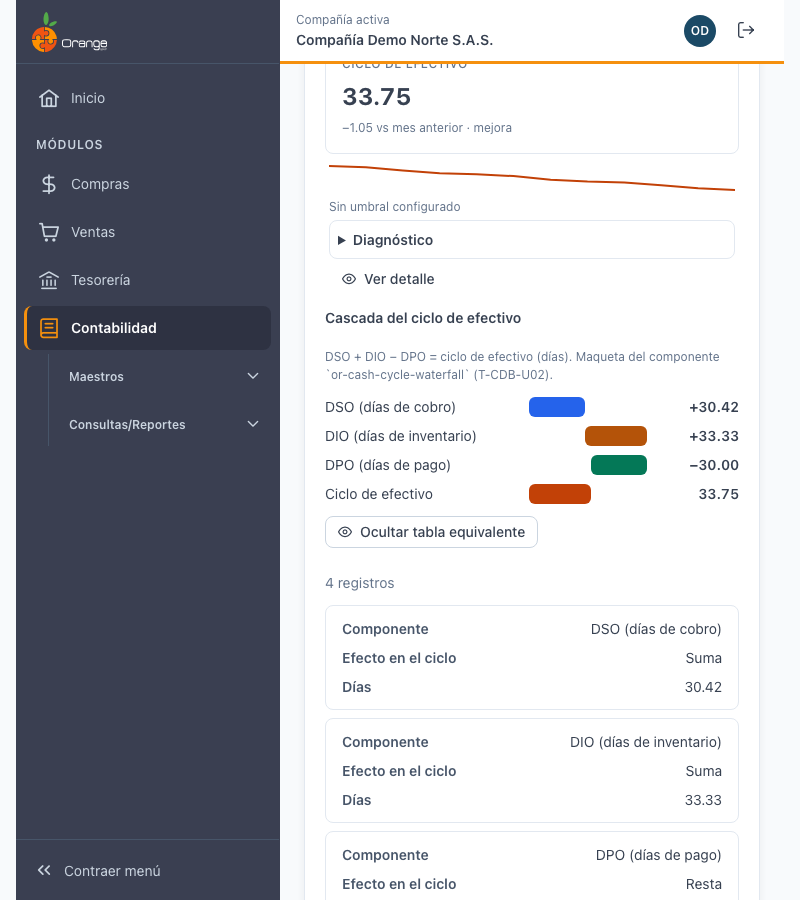 Orange
Compañía activa
Compañía Demo Norte S.A.S.
OD
Inicio
MÓDULOS
Compras
Ventas
Tesorería
Contabilidad
Maestros
Consultas/Reportes
Contraer menú
CICLO DE EFECTIVO
33.75
−1.05 vs mes anterior · mejora
Sin umbral configurado
Diagnóstico
Ver detalle
Cascada del ciclo de efectivo
DSO + DIO − DPO = ciclo de efectivo (días). Maqueta del componente
`or-cash-cycle-waterfall` (T-CDB-U02).
DSO (días de cobro) +30.42
DIO (días de inventario) +33.33
DPO (días de pago) −30.00
Ciclo de efectivo 33.75
Ocultar tabla equivalente
4 registros
Componente DSO (días de cobro)
Efecto en el ciclo Suma
Días 30.42
Componente DIO (días de inventario)
Efecto en el ciclo Suma
Días 33.33
Componente DPO (días de pago)
Efecto en el ciclo Resta